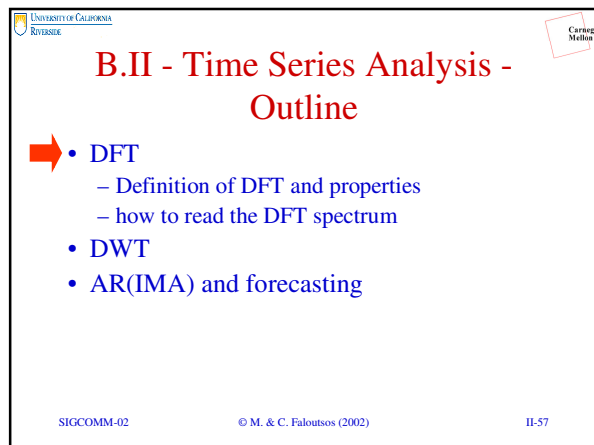 UNIVERSITY OF CALIFORNIA
RIVERSIDE
Carneg
Mellon
B.II - Time Series Analysis -
Outline
• DFT
– Definition of DFT and properties
– how to read the DFT spectrum
• DWT
• AR(IMA) and forecasting
SIGCOMM-02 © M. & C. Faloutsos (2002) II-57